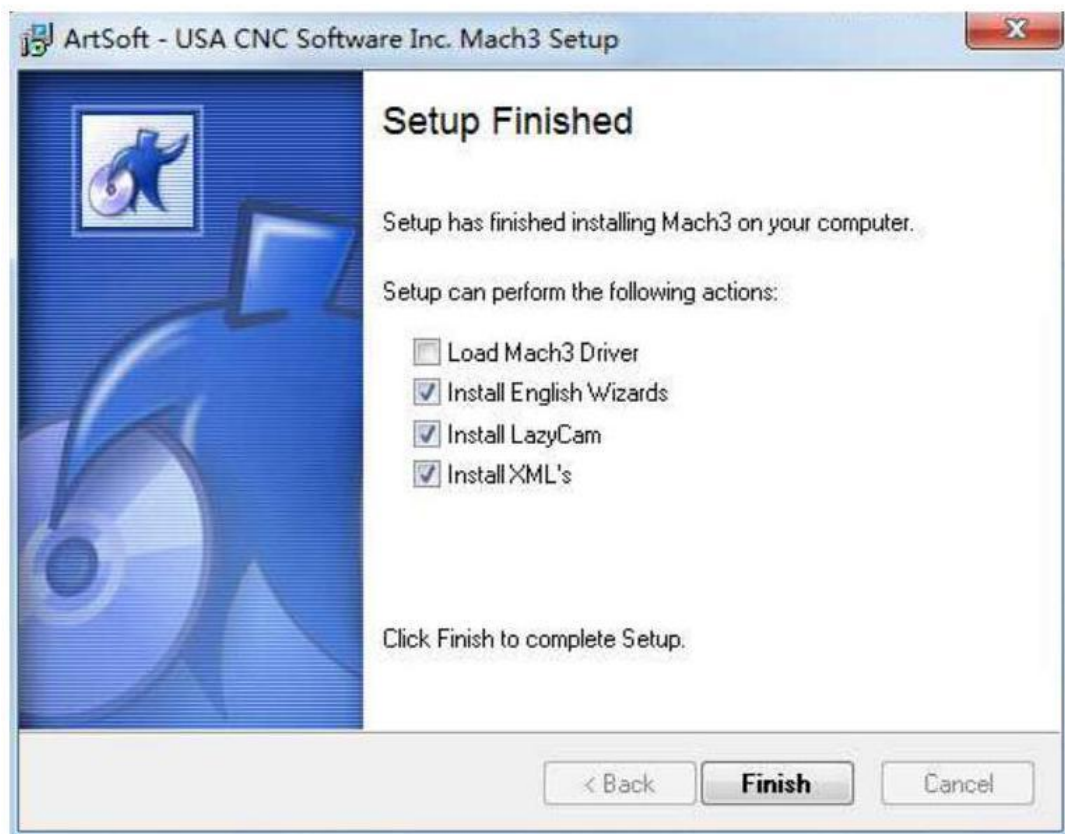 ArtSoft - USA CNC Software Inc. Mach3 Setup
Setup Finished
Setup has finished installing Mach3 on your computer.
Setup can perform the following actions:
Load Mach3 Driver
Install English Wizards
Install LazyCam
Install XML's
Click Finish to complete Setup.
< Back
Finish
Cancel